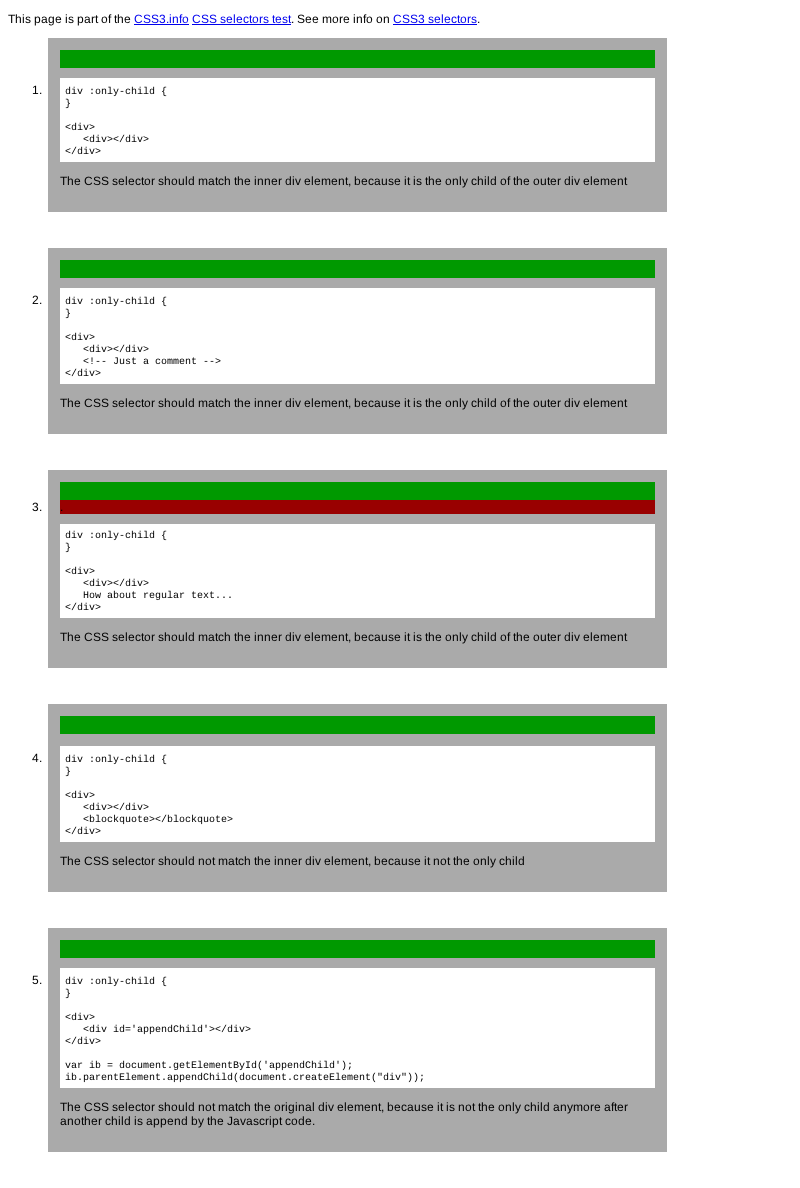 This page is part of the CSS3.info CSS selectors test. See more info on CSS3 selectors.
1.
div :only-child {
}
<div>
   <div></div>
</div>
The CSS selector should match the inner div element, because it is the only child of the outer div element
2.
div :only-child {
}
<div>
   <div></div>
   <!-- Just a comment -->
</div>
The CSS selector should match the inner div element, because it is the only child of the outer div element
3.
div :only-child {
}
<div>
   <div></div>
   How about regular text...
</div>
The CSS selector should match the inner div element, because it is the only child of the outer div element
4.
div :only-child {
}
<div>
   <div></div>
   <blockquote></blockquote>
</div>
The CSS selector should not match the inner div element, because it not the only child
5.
div :only-child {
}
<div>
   <div id='appendChild'></div>
</div>
var ib = document.getElementById('appendChild');
ib.parentElement.appendChild(document.createElement("div"));
The CSS selector should not match the original div element, because it is not the only child anymore after
another child is append by the Javascript code.